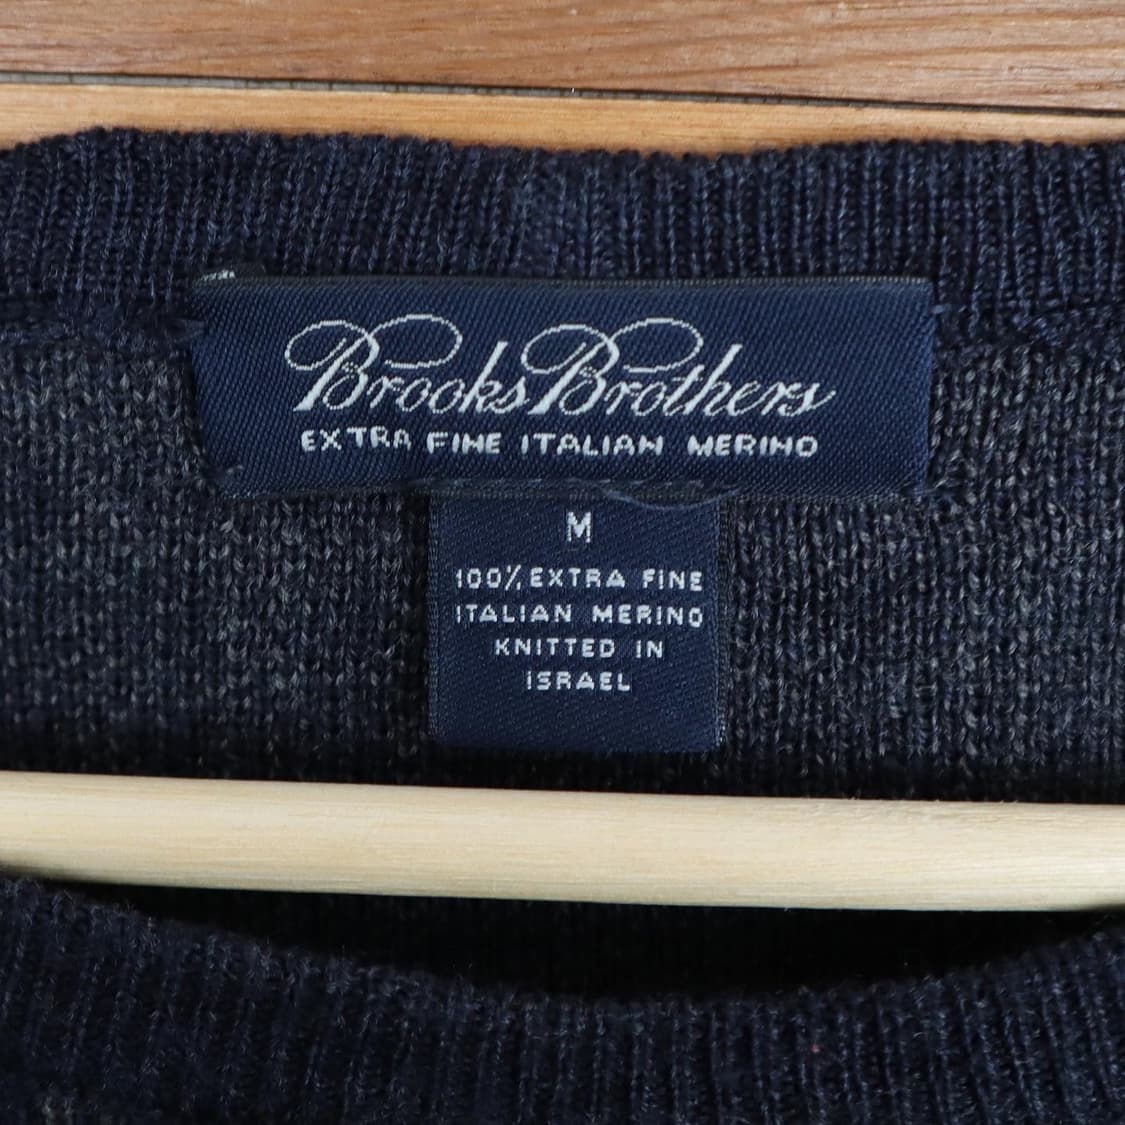 Brooks Brothers
EXTRA FINE ITALIAN MERINO
M
100% EXTRA FINE
ITALIAN MERINO
KNITTED IN
ISRAEL